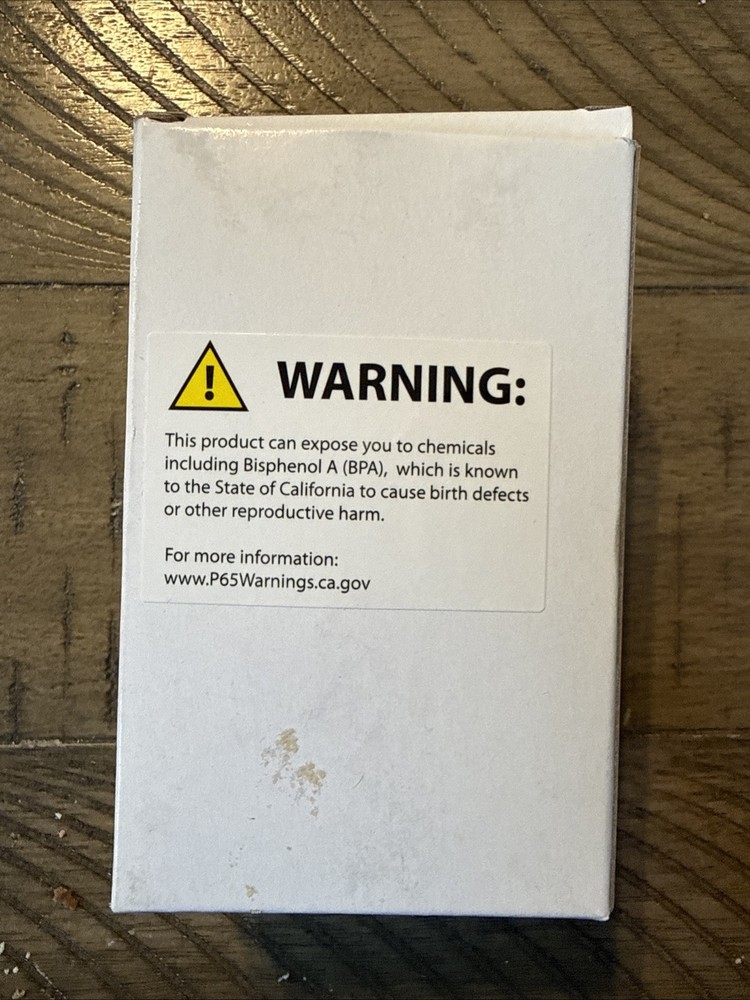 ! WARNING:
This product can expose you to chemicals
including Bisphenol A (BPA), which is known
to the State of California to cause birth defects
or other reproductive harm.
For more information:
www.P65Warnings.ca.gov